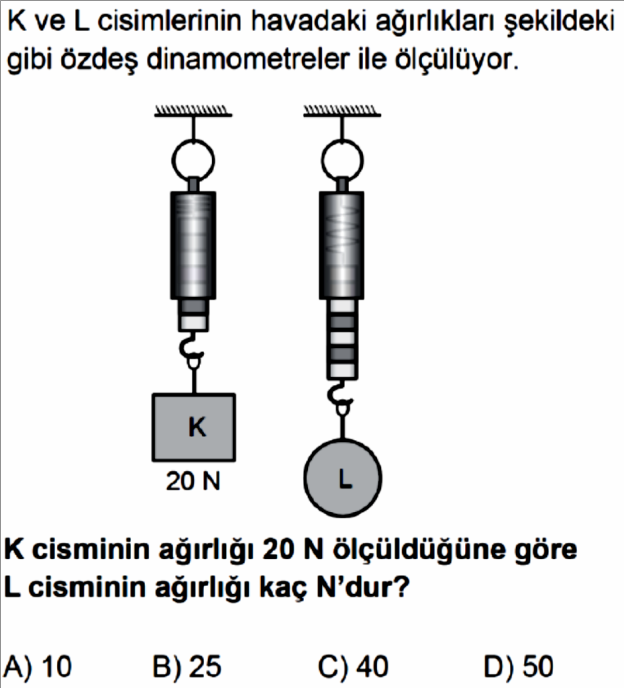 K ve L cisimlerinin havadaki ağırlıkları şekildeki
gibi özdeş dinamometreler ile ölçülüyor.
K
20 N
L
K cisminin ağırlığı 20 N ölçüldüğüne göre
L cisminin ağırlığı kaç N’dur?
A) 10 B) 25 C) 40 D) 50